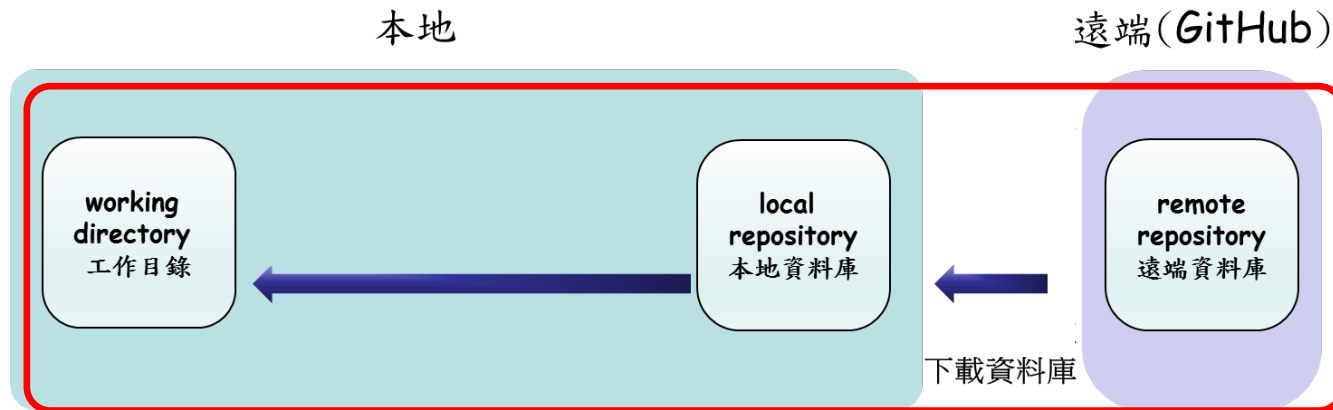 本地
遠端(GitHub)
working
directory
工作目錄
local
repository
本地資料庫
remote
repository
遠端資料庫
下載資料庫